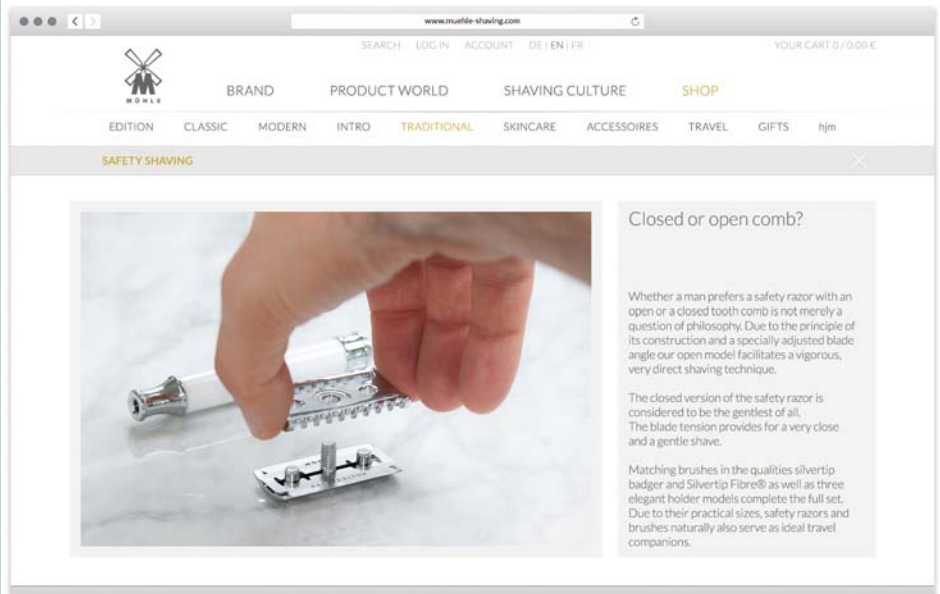 www.muehle-shaving.com
SEARCH LOG IN ACCOUNT DE | EN | FR YOUR CART 0 / 0.00 €
MÜHLE
BRAND PRODUCT WORLD SHAVING CULTURE SHOP
EDITION CLASSIC MODERN INTRO TRADITIONAL SKINCARE ACCESSOIRES TRAVEL GIFTS hjm
SAFETY SHAVING
Closed or open comb?
Whether a man prefers a safety razor with an
open or a closed tooth comb is not merely a
question of philosophy. Due to the principle of
its construction and a specially adjusted blade
angle our open model facilitates a vigorous,
very direct shaving technique.
The closed version of the safety razor is
considered to be the gentlest of all.
The blade tension provides for a very close
and a gentle shave.
Matching brushes in the qualities silvertip
badger and Silvertip Fibre® as well as three
elegant holder models complete the full set.
Due to their practical sizes, safety razors and
brushes naturally also serve as ideal travel
companions.